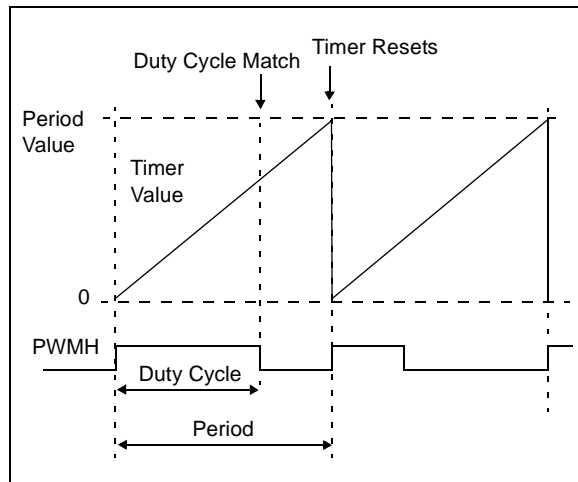 Timer Resets
Duty Cycle Match
Period
Value
Timer
Value
0
PWMH
Duty Cycle
Period